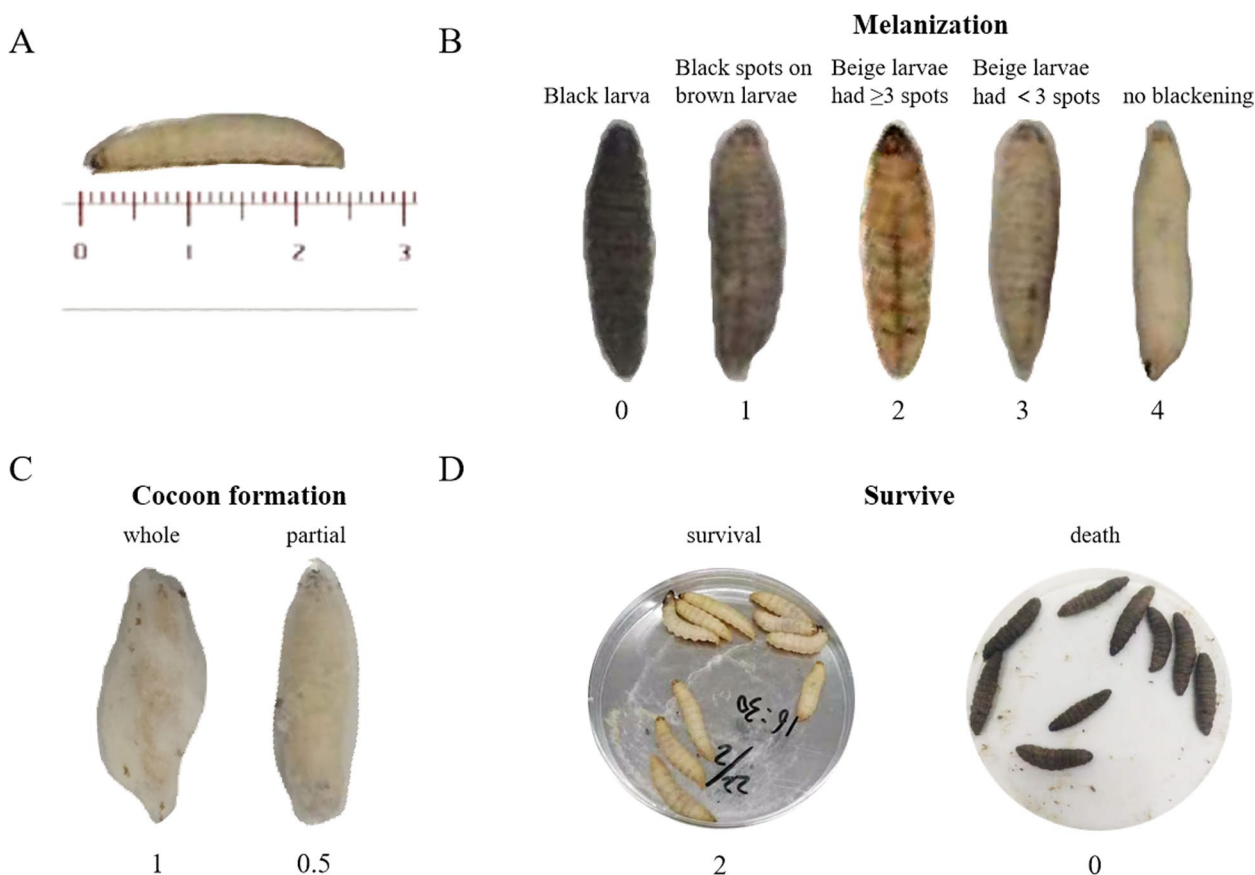 A
0 1 2 3
B
Melanization
Black larva
Black spots on
brown larvae
Beige larvae
had ≥3 spots
Beige larvae
had < 3 spots
no blackening
0
1
2
3
4
C
Cocoon formation
whole
partial
1
0.5
D
Survive
survival
death
16:30
22/2
2
0